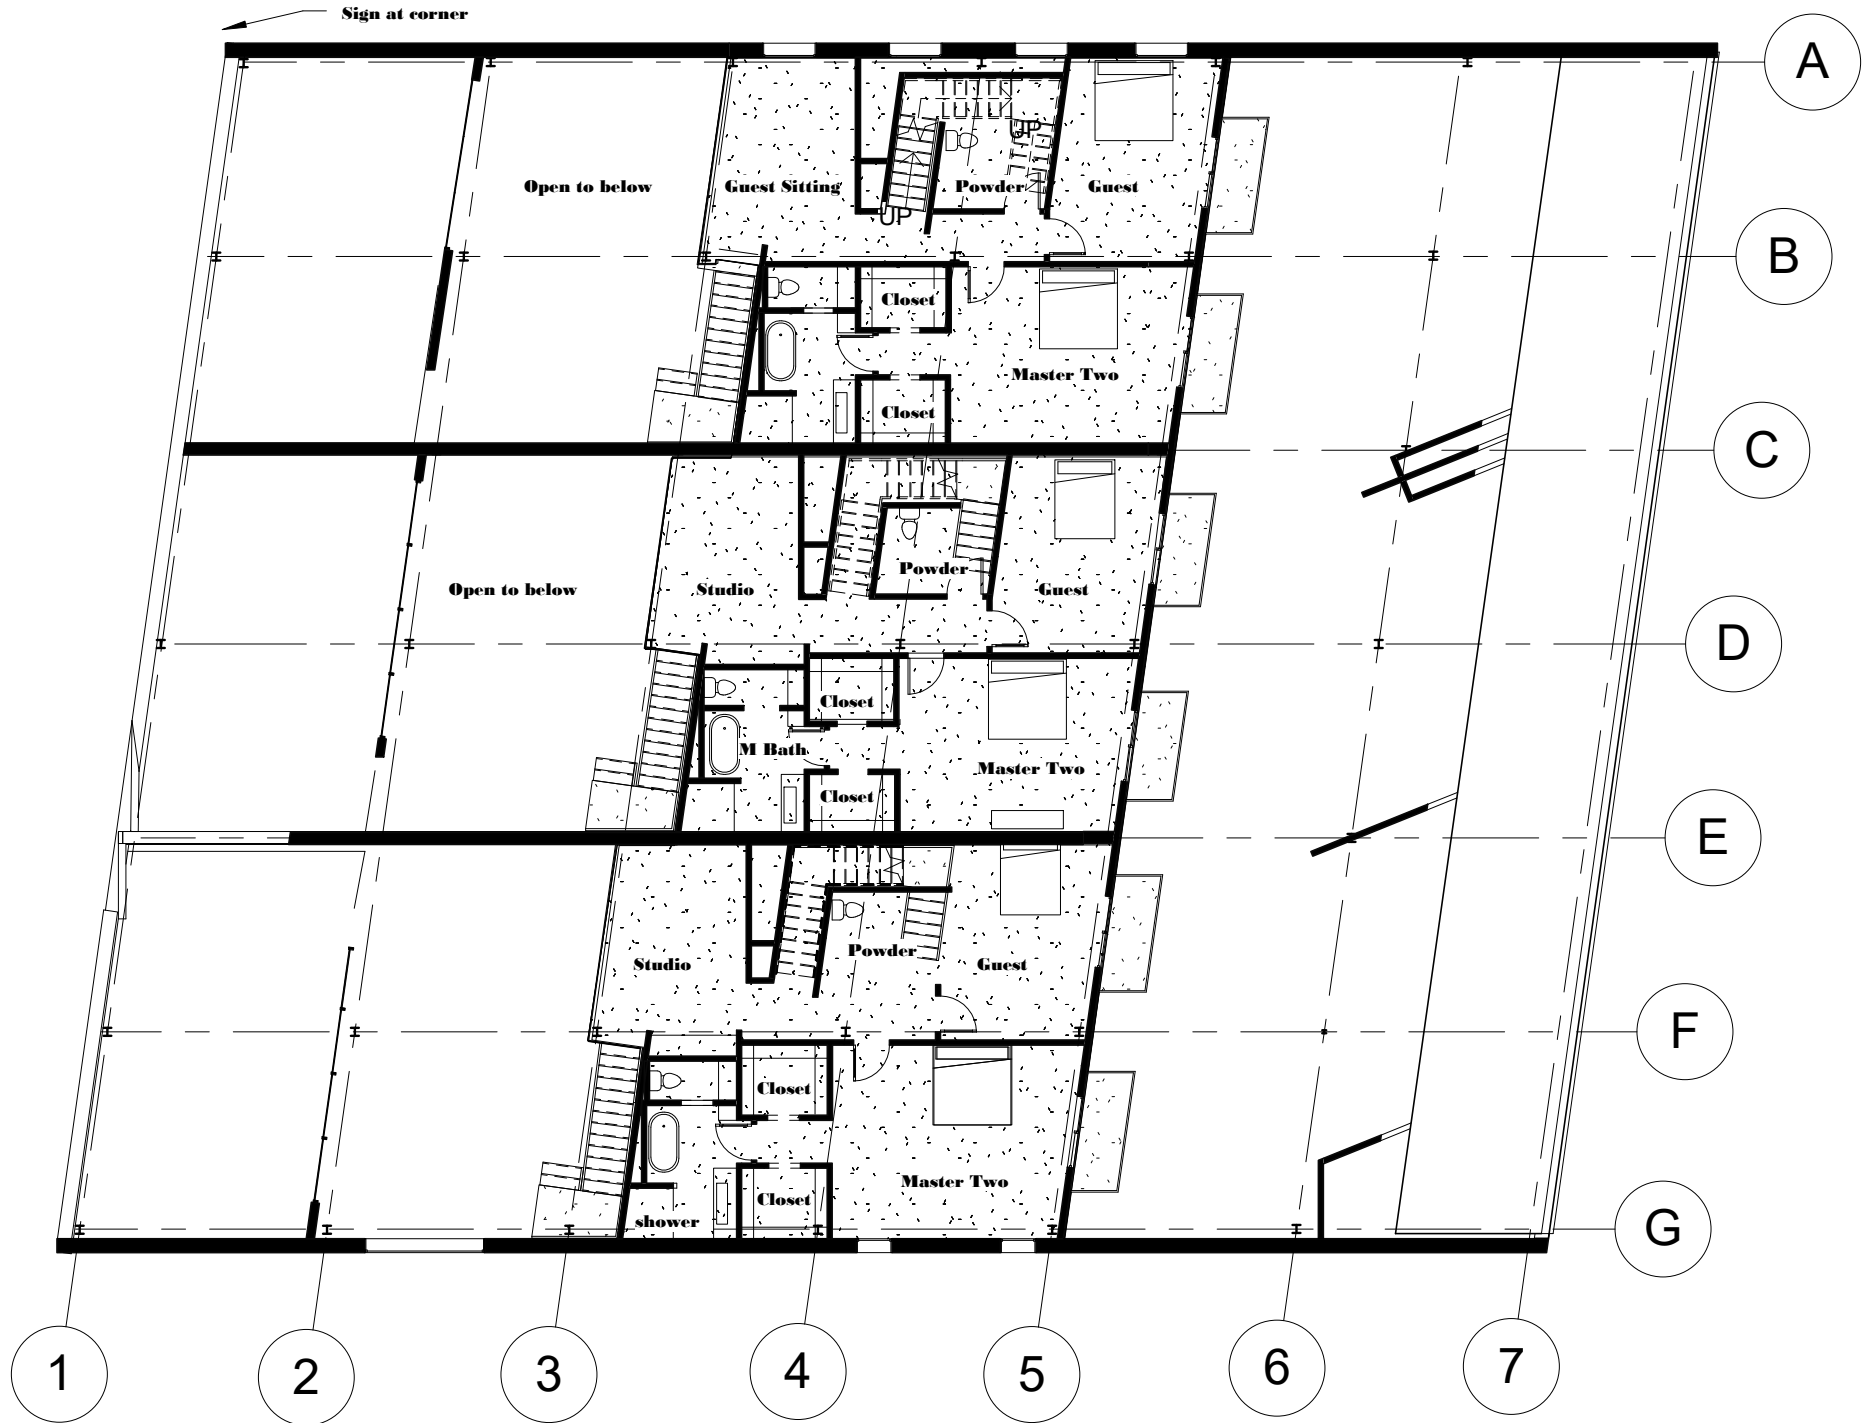 Sign at corner
A
UP
Open to below
Guest Sitting
Powder
Guest
UP
B
Closet
Master Two
Closet
C
Powder
Open to below
Studio
Guest
D
Closet
M Bath
Master Two
Closet
E
Powder
Studio
Guest
F
Closet
Master Two
Closet
shower
G
1
2
3
4
5
6
7